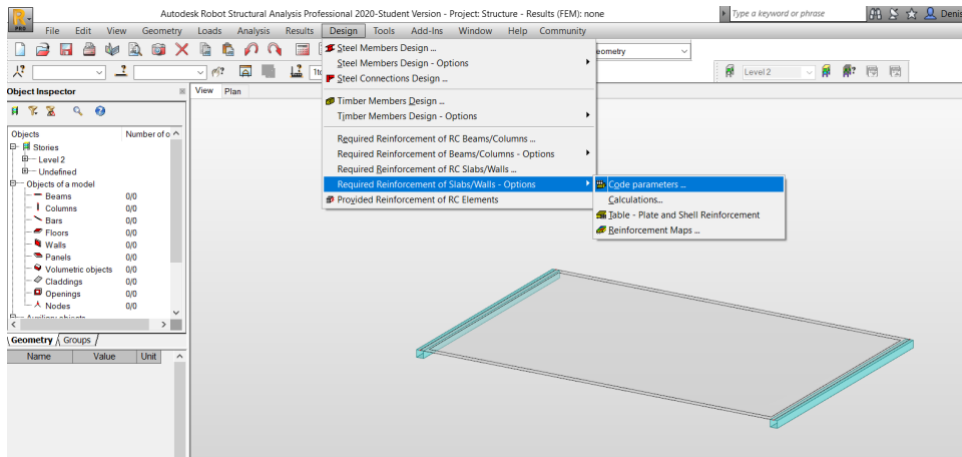 Autodesk Robot Structural Analysis Professional 2020-Student Version - Project: Structure - Results (FEM): none
Type a keyword or phrase
Denis
PRO
File Edit View Geometry Loads Analysis Results Design Tools Add-Ins Window Help Community
Steel Members Design ...
Steel Members Design - Options
Steel Connections Design ...
Timber Members Design ...
Timber Members Design - Options
Required Reinforcement of RC Beams/Columns ...
Required Reinforcement of Beams/Columns - Options
Required Reinforcement of RC Slabs/Walls ...
Required Reinforcement of Slabs/Walls - Options
Provided Reinforcement of RC Elements
Code parameters ...
Calculations...
Table - Plate and Shell Reinforcement
Reinforcement Maps ...
eometry
Level 2
Object Inspector
View Plan
Objects Number of o
Stories
Level 2
Undefined
Objects of a model
Beams 0/0
Columns 0/0
Bars 0/0
Floors 0/0
Walls 0/0
Panels 0/0
Volumetric objects 0/0
Claddings 0/0
Openings 0/0
Nodes 0/0
Geometry Groups
Name Value Unit